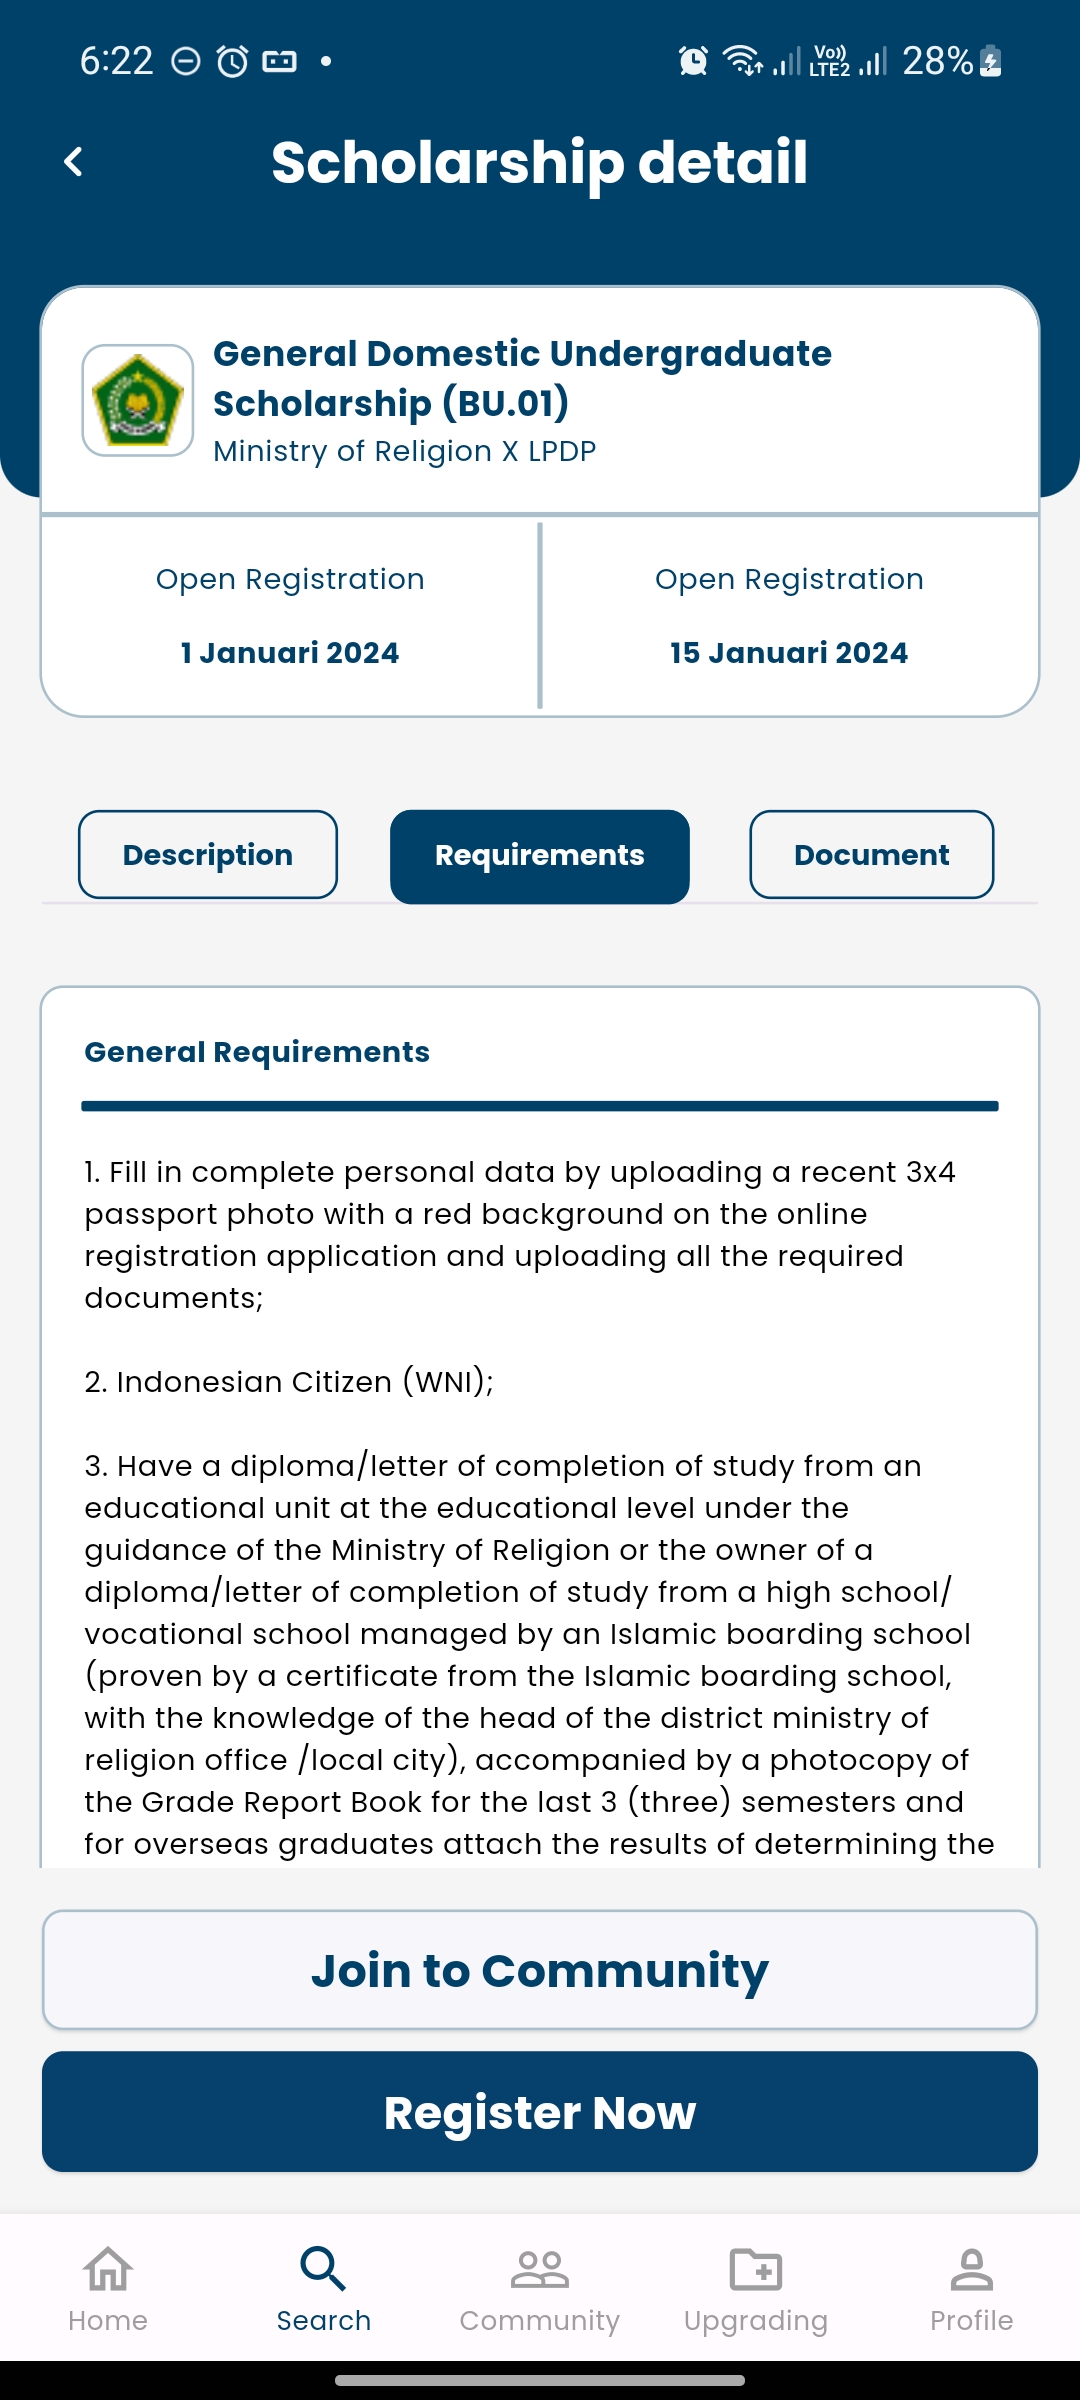 6:22
Vo))
LTE2
28%
Scholarship detail
General Domestic Undergraduate
Scholarship (BU.01)
Ministry of Religion X LPDP
Open Registration
1 Januari 2024
Open Registration
15 Januari 2024
Description
Requirements
Document
General Requirements
1. Fill in complete personal data by uploading a recent 3x4
passport photo with a red background on the online
registration application and uploading all the required
documents;
2. Indonesian Citizen (WNI);
3. Have a diploma/letter of completion of study from an
educational unit at the educational level under the
guidance of the Ministry of Religion or the owner of a
diploma/letter of completion of study from a high school/
vocational school managed by an Islamic boarding school
(proven by a certificate from the Islamic boarding school,
with the knowledge of the head of the district ministry of
religion office /local city), accompanied by a photocopy of
the Grade Report Book for the last 3 (three) semesters and
for overseas graduates attach the results of determining the
Join to Community
Register Now
Home
Search
Community
Upgrading
Profile